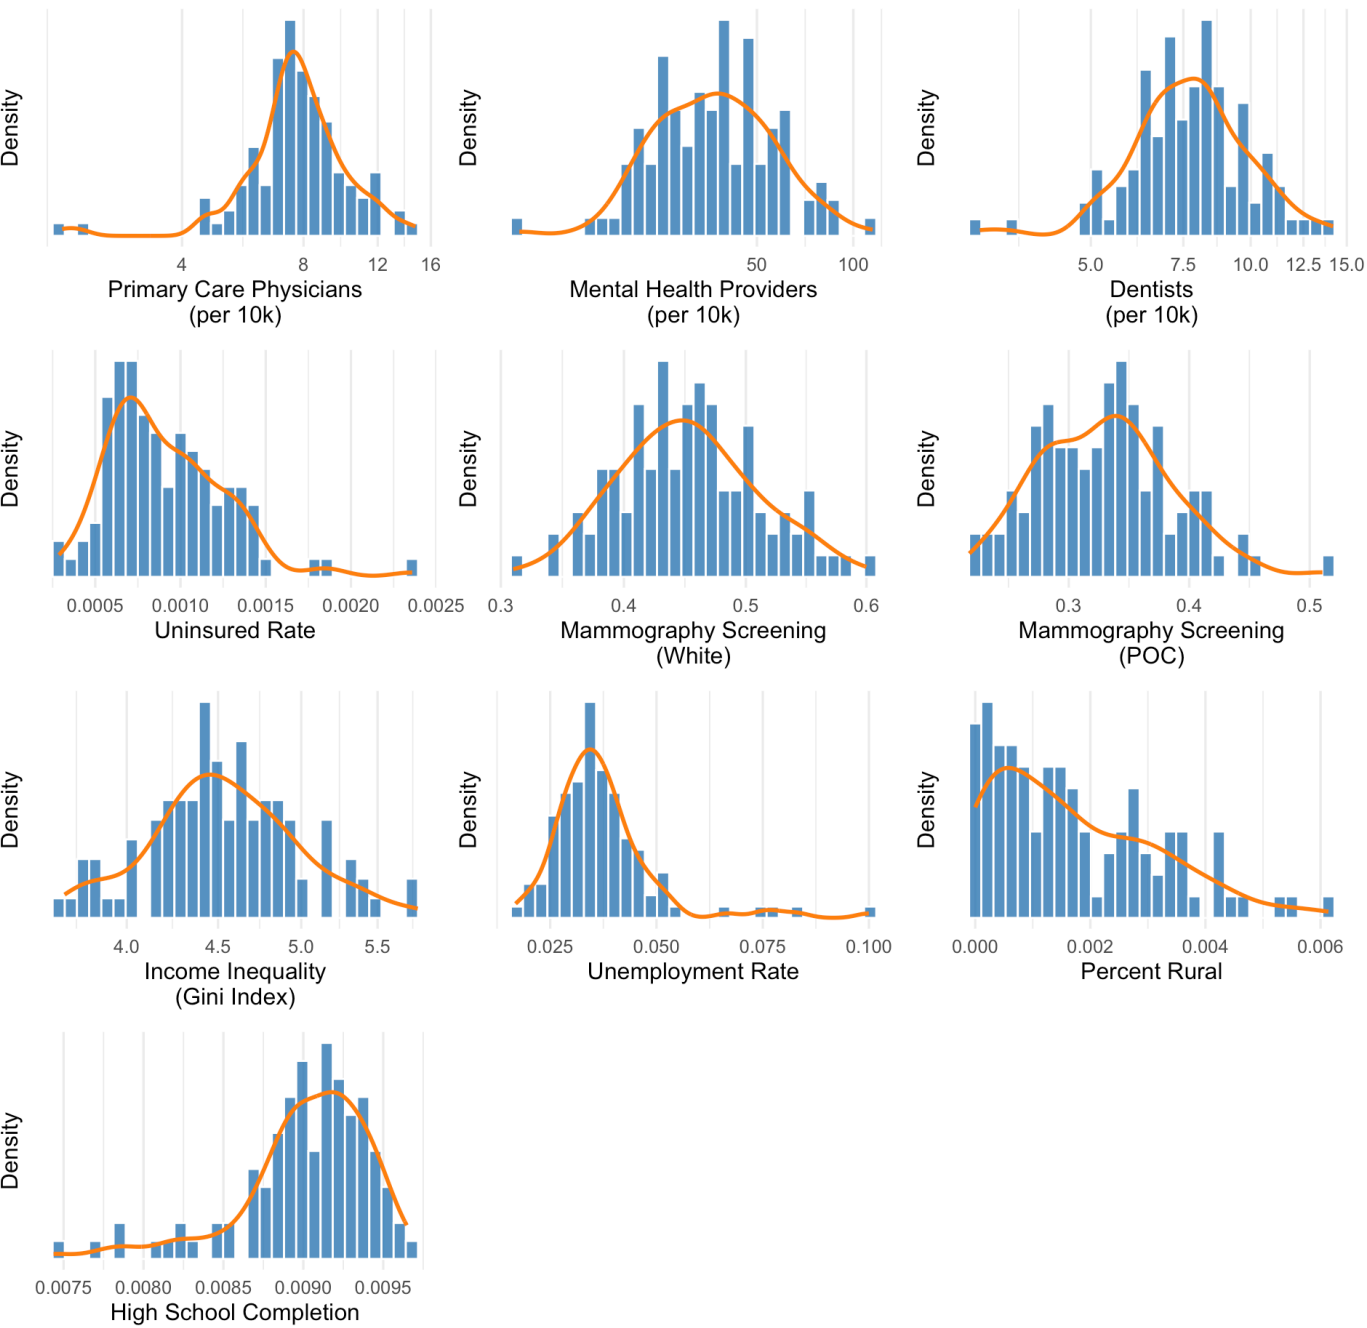 Density
4 8 12 16
Primary Care Physicians
(per 10k)
Density
50 100
Mental Health Providers
(per 10k)
Density
5.0 7.5 10.0 12.5 15.0
Dentists
(per 10k)
Density
0.0005 0.0010 0.0015 0.0020 0.0025
Uninsured Rate
Density
0.3 0.4 0.5 0.6
Mammography Screening
(White)
Density
0.3 0.4 0.5
Mammography Screening
(POC)
Density
4.0 4.5 5.0 5.5
Income Inequality
(Gini Index)
Density
0.025 0.050 0.075 0.100
Unemployment Rate
Density
0.000 0.002 0.004 0.006
Percent Rural
Density
0.0075 0.0080 0.0085 0.0090 0.0095
High School Completion